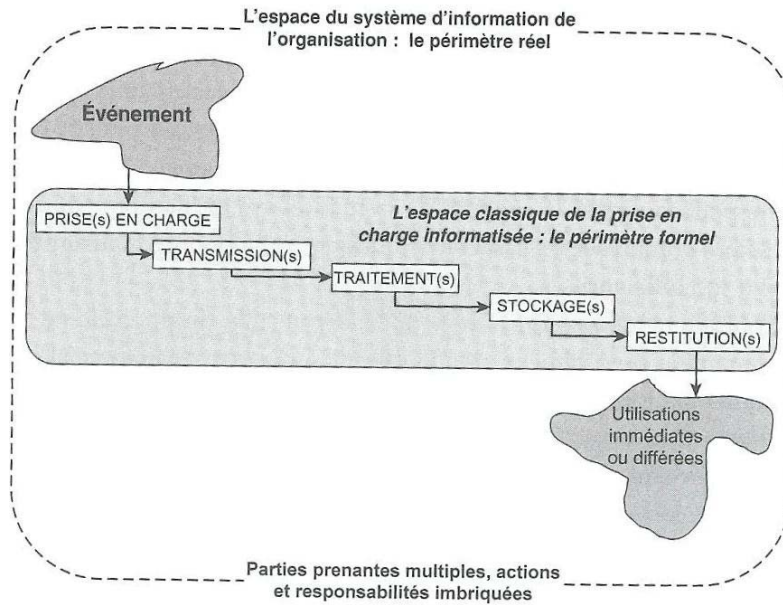 L'espace du système d'information de
l'organisation : le périmètre réel
Événement
PRISE(s) EN CHARGE
L'espace classique de la prise en
charge informatisée : le périmètre formel
TRANSMISSION(s)
TRAITEMENT(s)
STOCKAGE(s)
RESTITUTION(s)
Utilisations
immédiates
ou différées
Parties prenantes multiples, actions
et responsabilités imbriquées